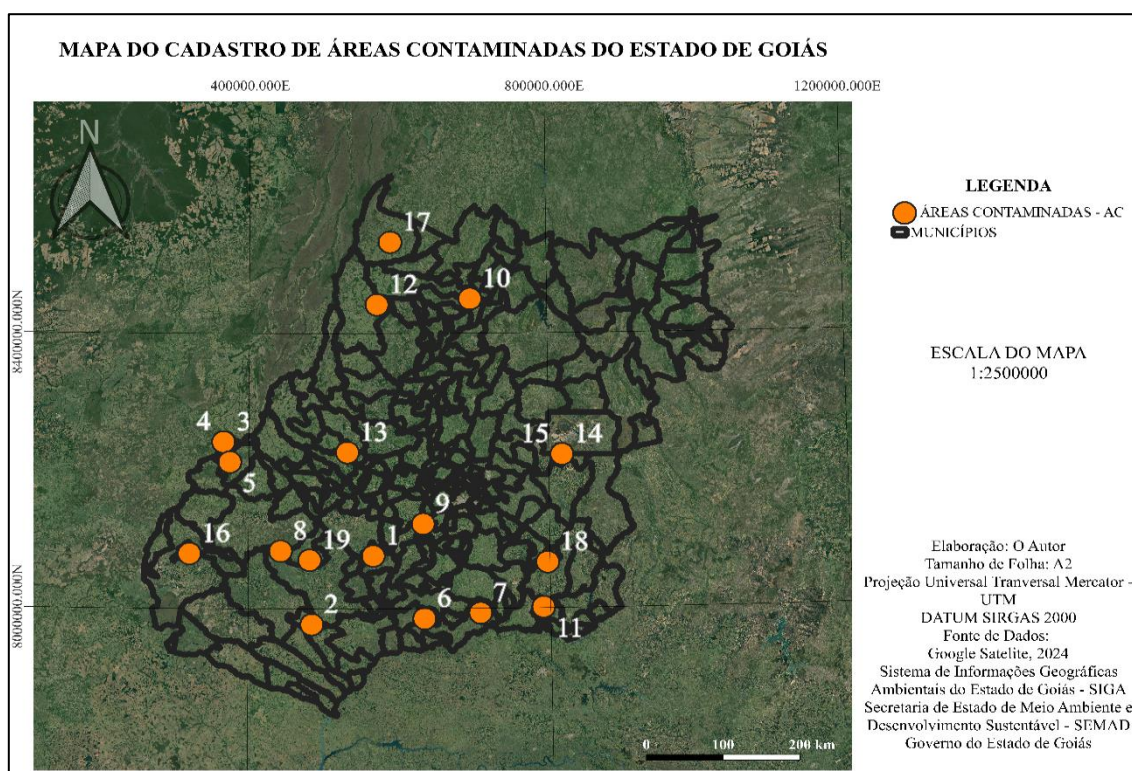 MAPA DO CADASTRO DE ÁREAS CONTAMINADAS DO ESTADO DE GOIÁS
400000.000E 800000.000E 1200000.000E
N
17
12 10
8400000.000N
4 3
5
13
15 14
9
16 8 19 1 18
2 6 7 11
8000000.000N
0 100 200 km
LEGENDA
ÁREAS CONTAMINADAS - AC
MUNICÍPIOS
ESCALA DO MAPA
1:2500000
Elaboração: O Autor
Tamanho de Folha: A2
Projeção Universal Tranversal Mercator -
UTM
DATUM SIRGAS 2000
Fonte de Dados:
Google Satelite, 2024
Sistema de Informações Geográficas
Ambientais do Estado de Goiás - SIGA
Secretaria de Estado de Meio Ambiente e
Desenvolvimento Sustentável - SEMAD
Governo do Estado de Goiás